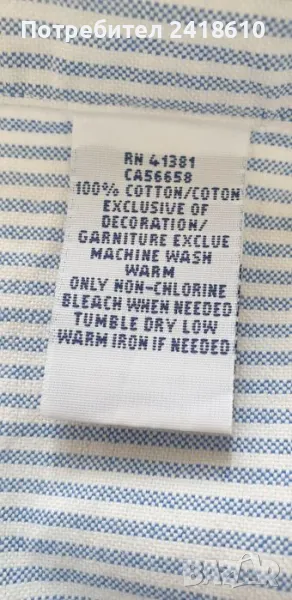 Потребител 2418610
RN 41381
CA56658
100% COTTON/COTON
EXCLUSIVE OF
DECORATION/
GARNITURE EXCLUE
MACHINE WASH
WARM
ONLY NON-CHLORINE
BLEACH WHEN NEEDED
TUMBLE DRY LOW
WARM IRON IF NEEDED
BAZAR